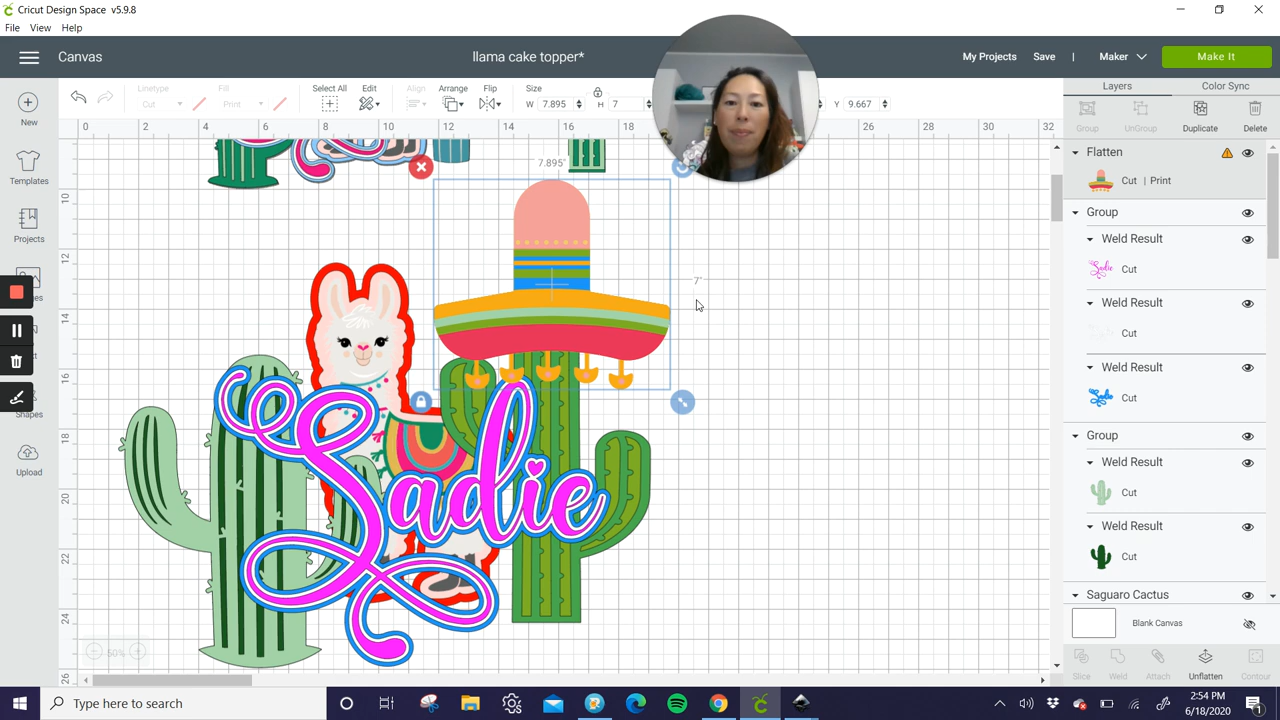 Cricut Design Space v5.9.8
File View Help
Canvas
llama cake topper*
My Projects Save | Maker Make It
New
Templates
Projects
Shapes
Upload
Linetype
Cut
Fill
Print
Select All
Edit
Align
Arrange
Flip
Size
W 7.895 H 7
Y 9.667
0 2 4 6 8 10 12 14 16 18 26 28 30 32
10
12
14
16
18
20
22
24
26
7.895"
7"
Sadie
50%
Layers Color Sync
Group UnGroup Duplicate Delete
Flatten
Cut | Print
Group
Weld Result
Sadie Cut
Weld Result
Cut
Weld Result
Cut
Group
Weld Result
Cut
Weld Result
Cut
Saguaro Cactus
Blank Canvas
Slice Weld Attach Unflatten Contour
Type here to search
2:54 PM
6/18/2020
1